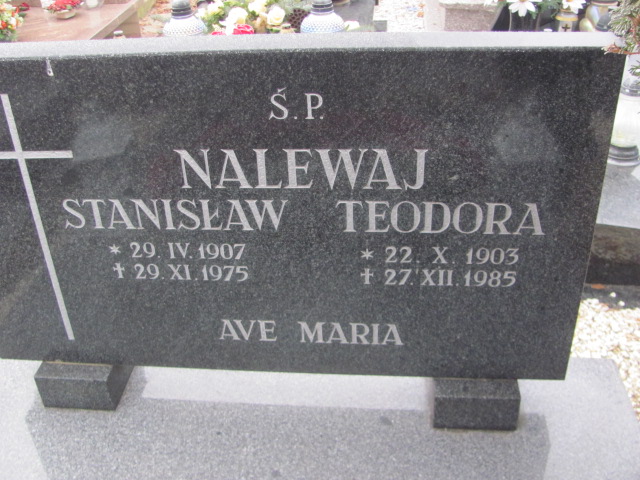 Ś.P.
NALEWAJ
STANISŁAW TEODORA
* 29. IV. 1907 * 22. X. 1903
† 29. XI. 1975 † 27. XII. 1985
AVE MARIA